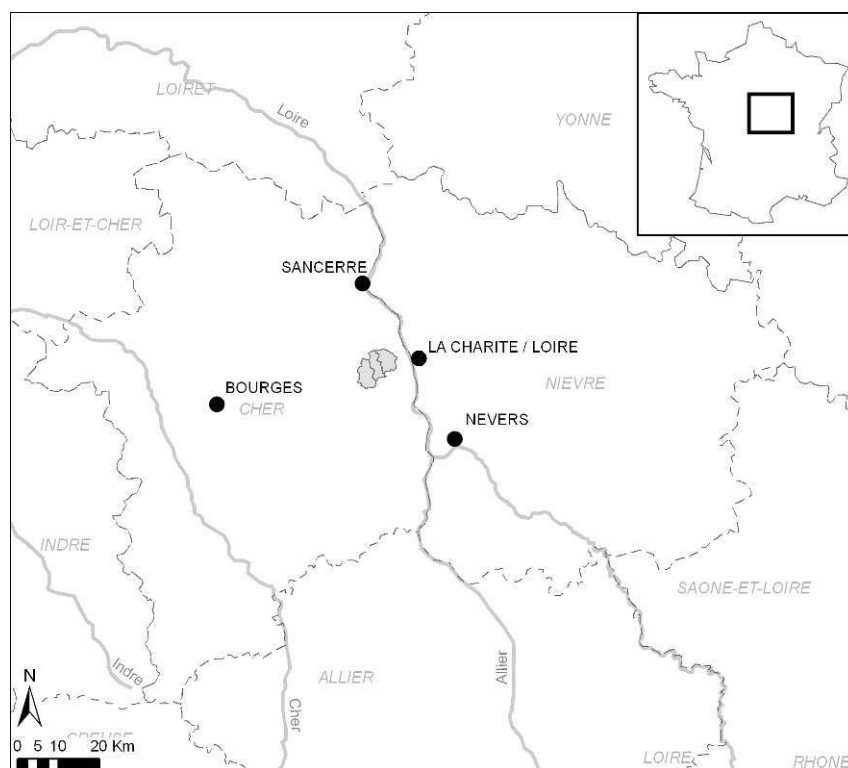 LOIRET
Loire
YONNE
LOIR-ET-CHER
SANCERRE
LA CHARITE / LOIRE
BOURGES
CHER
NIEVRE
NEVERS
INDRE
SAONE-ET-LOIRE
Indre
ALLIER
Allier
Cher
N
CREUSE
0 5 10 20 Km
LOIRE
RHONE